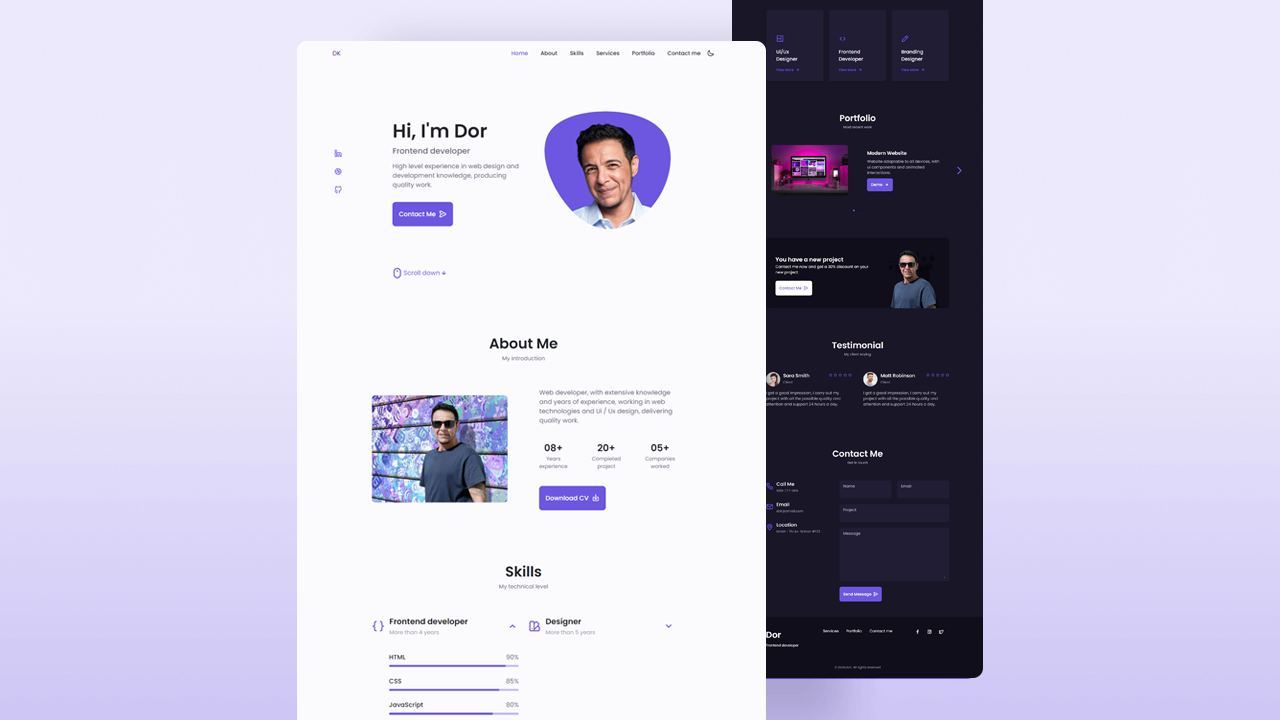 DK
Home About Skills Services Portfolio Contact me
Hi, I'm Dor
Frontend developer
High level experience in web design and
development knowledge, producing
quality work.
Contact Me
Scroll down
About Me
My introduction
Web developer, with extensive knowledge
and years of experience, working in web
technologies and Ui / Ux design, delivering
quality work.
08+ 20+ 05+
Years Completed Companies
experience project worked
Download CV
Skills
My technical level
Frontend developer
More than 4 years
Designer
More than 5 years
HTML 90%
CSS 85%
JavaScript 80%
Ui/Ux
Designer
View More
Frontend
Developer
View More
Branding
Designer
View More
Portfolio
Most recent work
Modern Website
Website adaptable to all devices, with
ui components and animated
interactions.
Demo
You have a new project
Contact me now and get a 30% discount on your
new project
Contact Me
Testimonial
My client saying
Sara Smith
Client
I get a good impression, I carry out my
project with all the possible quality and
attention and support 24 hours a day.
Matt Robinson
Client
I get a good impression, I carry out my
project with all the possible quality and
attention and support 24 hours a day.
Contact Me
Get in touch
Call Me
Email
Location
Name
Email
Project
Message
Send Message
Dor
Frontend developer
Services Portfolio Contact me
All rights reserved